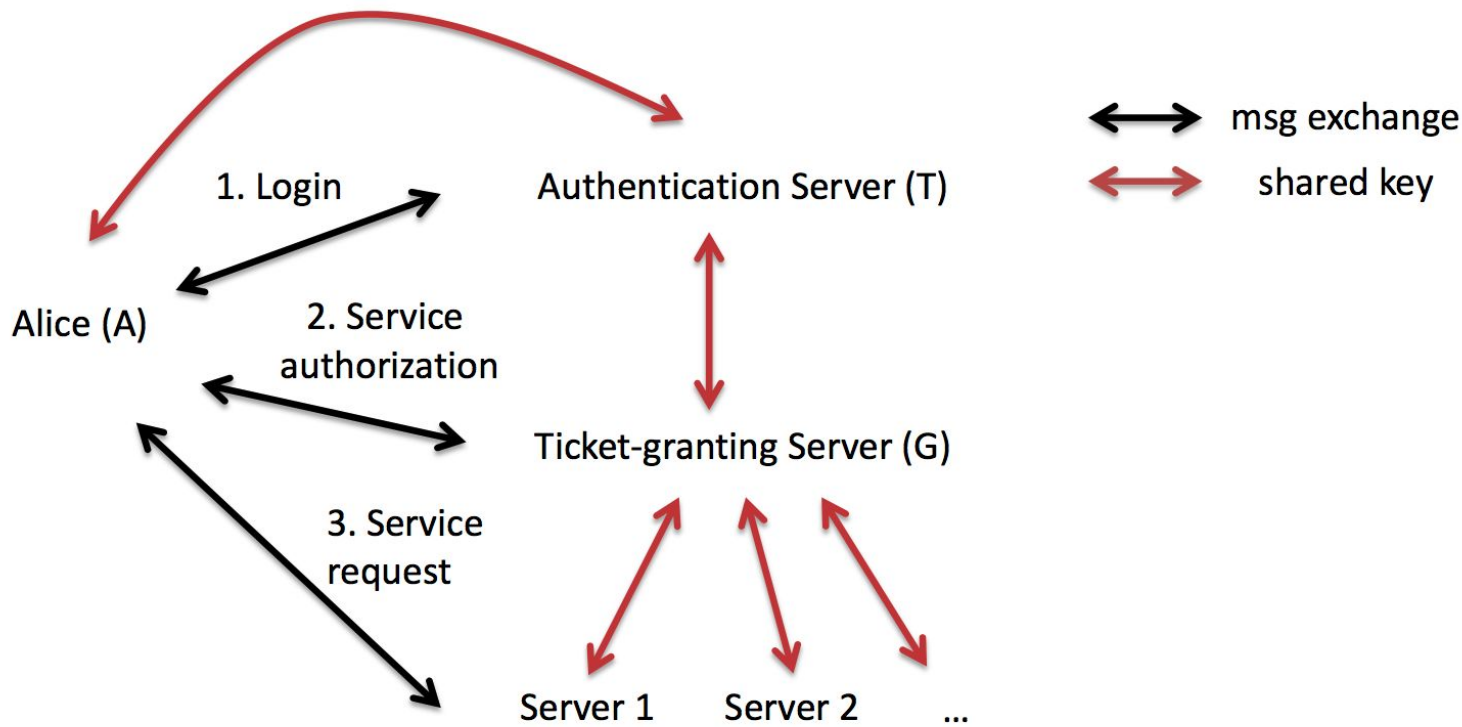 msg exchange
1. Login
Authentication Server (T)
shared key
Alice (A)
2. Service
authorization
Ticket-granting Server (G)
3. Service
request
Server 1
Server 2
...